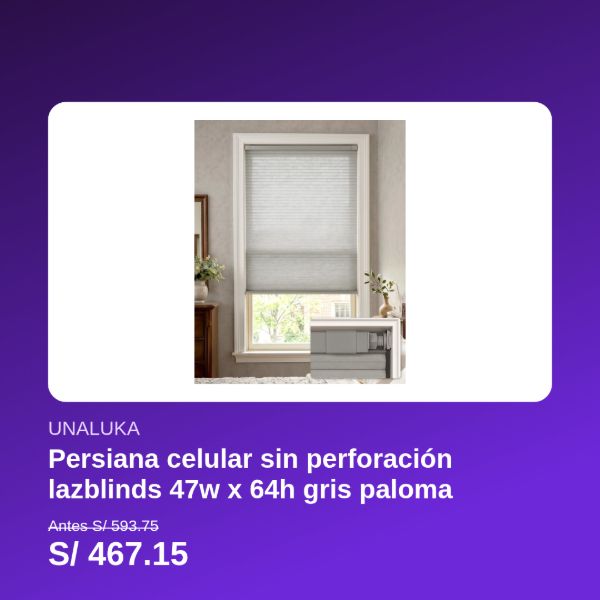 UNALUKA
Persiana celular sin perforación
lazblinds 47w x 64h gris paloma
Antes S/ 593.75
S/ 467.15